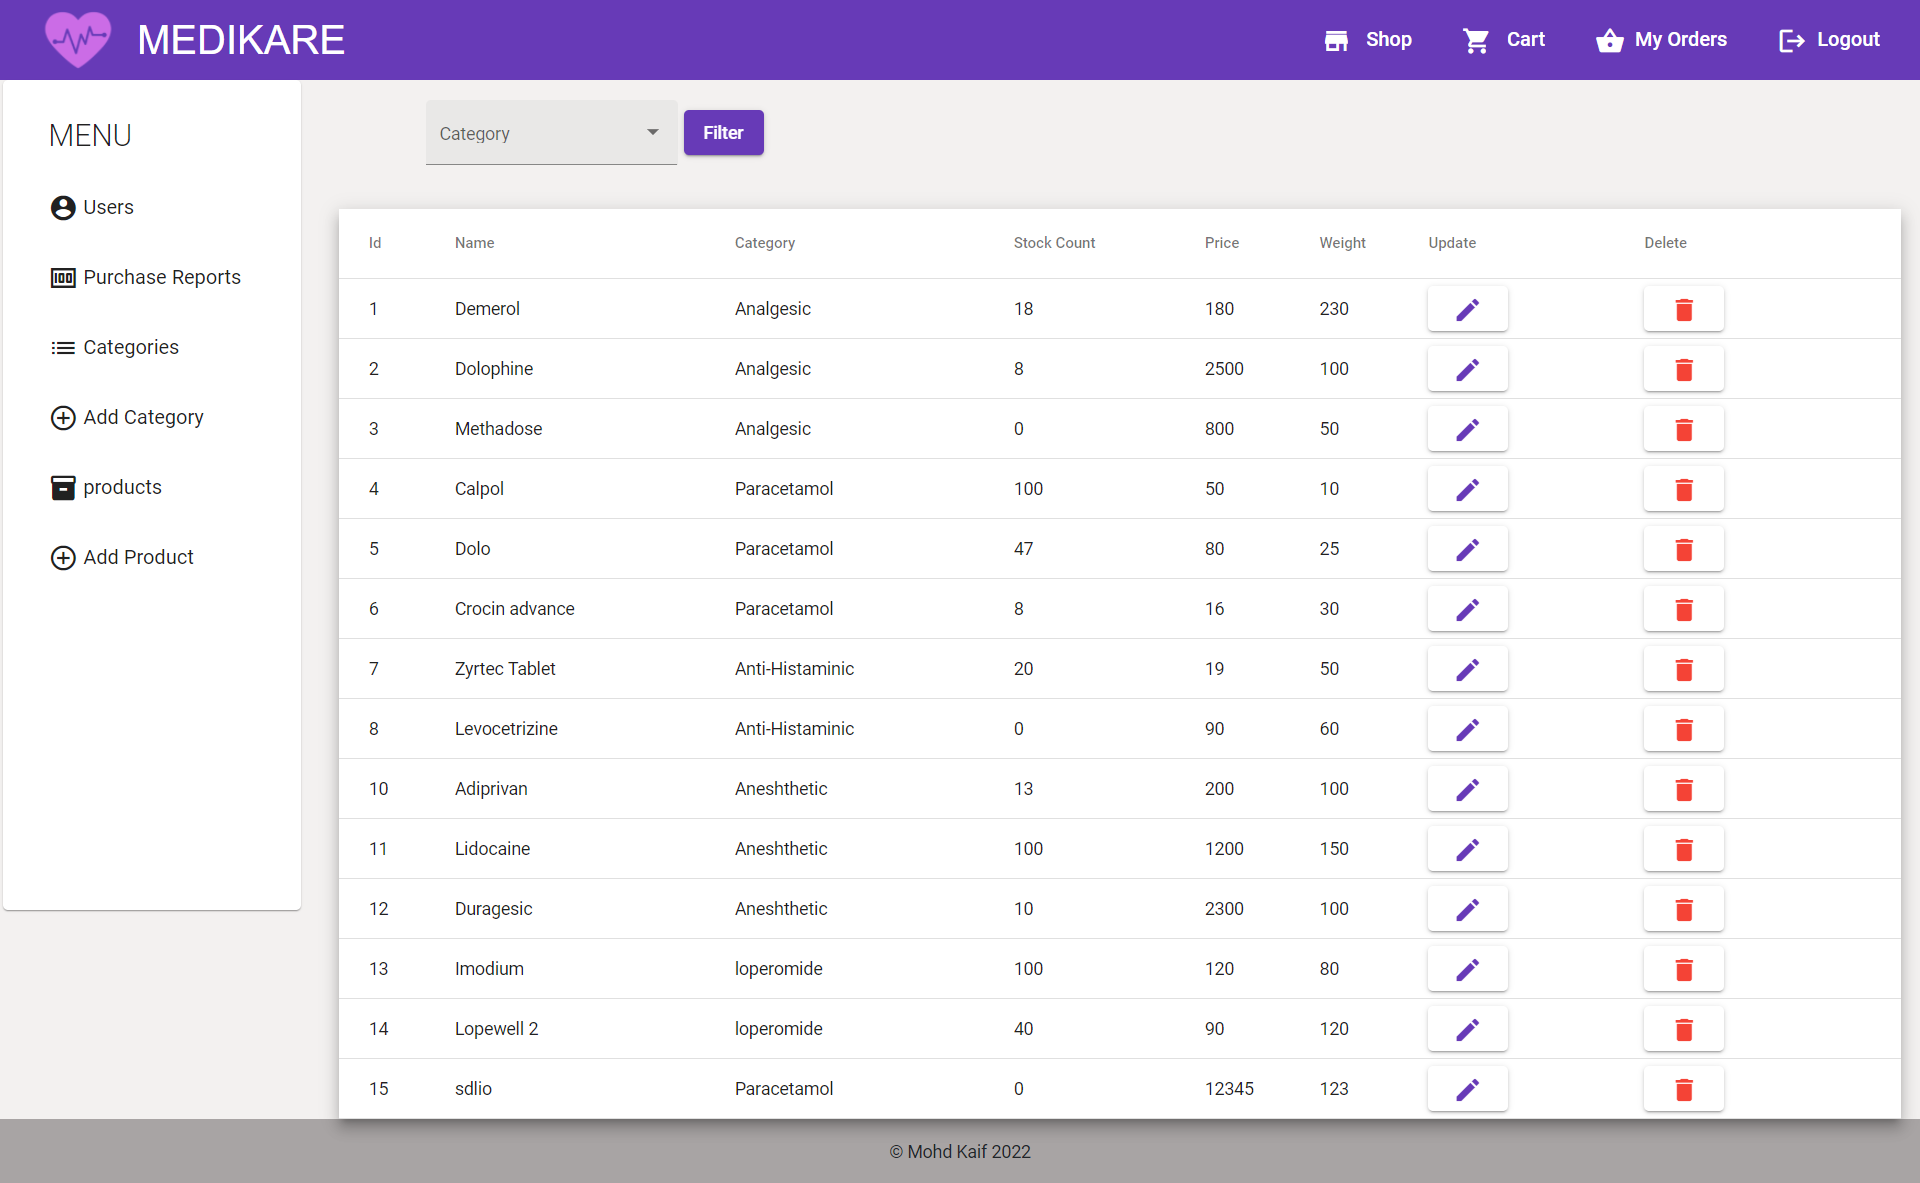 MEDIKARE
Shop Cart My Orders Logout
MENU
Users
Purchase Reports
Categories
Add Category
products
Add Product
Category Filter
Id Name Category Stock Count Price Weight Update Delete
1 Demerol Analgesic 18 180 230
2 Dolophine Analgesic 8 2500 100
3 Methadose Analgesic 0 800 50
4 Calpol Paracetamol 100 50 10
5 Dolo Paracetamol 47 80 25
6 Crocin advance Paracetamol 8 16 30
7 Zyrtec Tablet Anti-Histaminic 20 19 50
8 Levocetrizine Anti-Histaminic 0 90 60
10 Adiprivan Aneshthetic 13 200 100
11 Lidocaine Aneshthetic 100 1200 150
12 Duragesic Aneshthetic 10 2300 100
13 Imodium loperomide 100 120 80
14 Lopewell 2 loperomide 40 90 120
15 sdlio Paracetamol 0 12345 123
© Mohd Kaif 2022